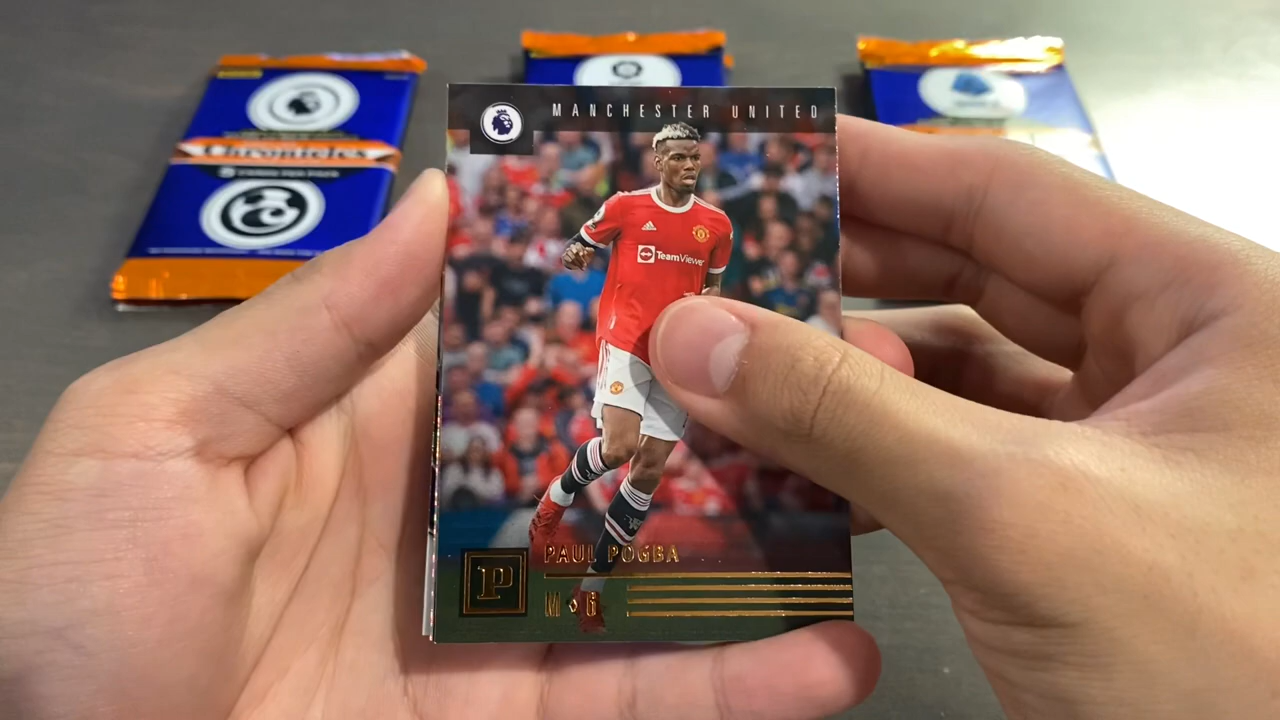 MANCHESTER UNITED
Chronicles
TeamViewer
P
PAUL POGBA
M 6